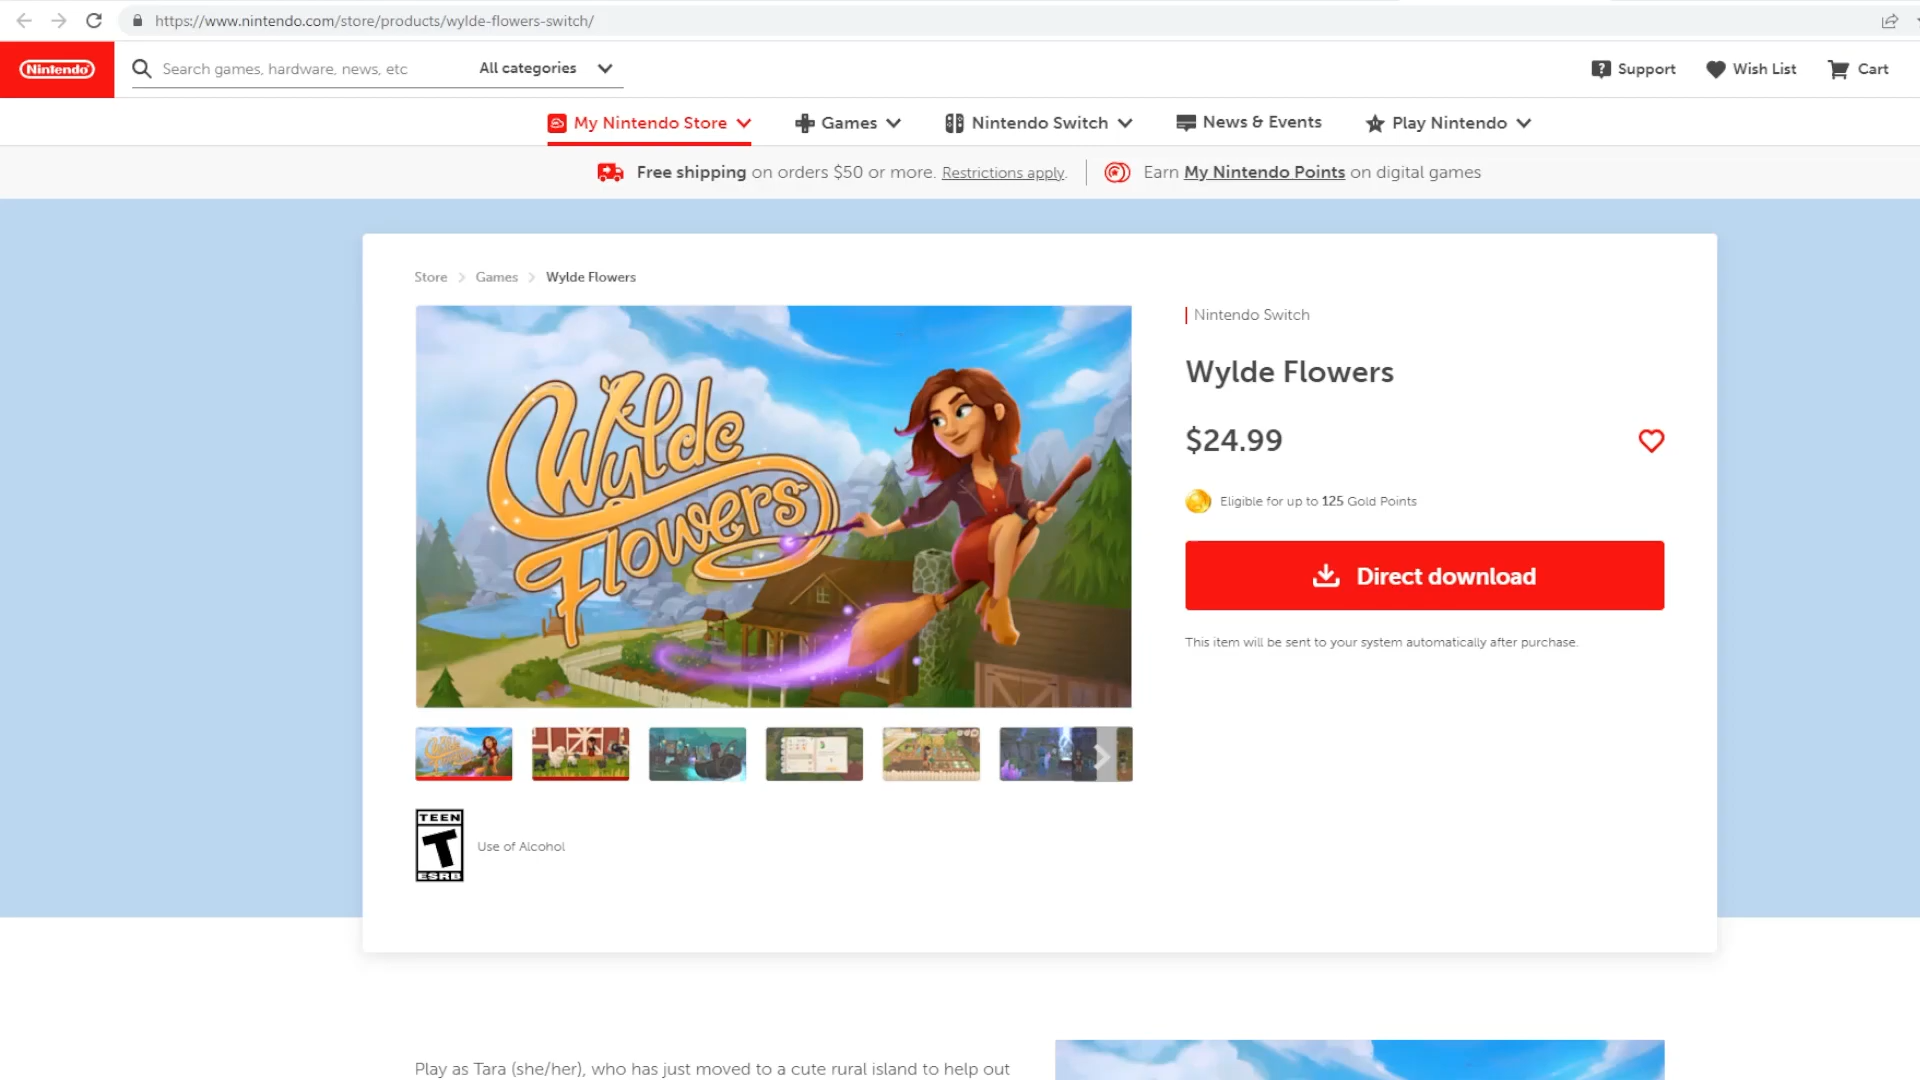 https://www.nintendo.com/store/products/wylde-flowers-switch/
Nintendo
Search games, hardware, news, etc
All categories
Support
Wish List
Cart
My Nintendo Store
Games
Nintendo Switch
News & Events
Play Nintendo
Free shipping on orders $50 or more. Restrictions apply.
Earn My Nintendo Points on digital games
Store
Games
Wylde Flowers
Wylde
Flowers
Nintendo Switch
Wylde Flowers
$24.99
Eligible for up to 125 Gold Points
Direct download
This item will be sent to your system automatically after purchase.
TEEN
T
ESRB
Use of Alcohol
Play as Tara (she/her), who has just moved to a cute rural island to help out